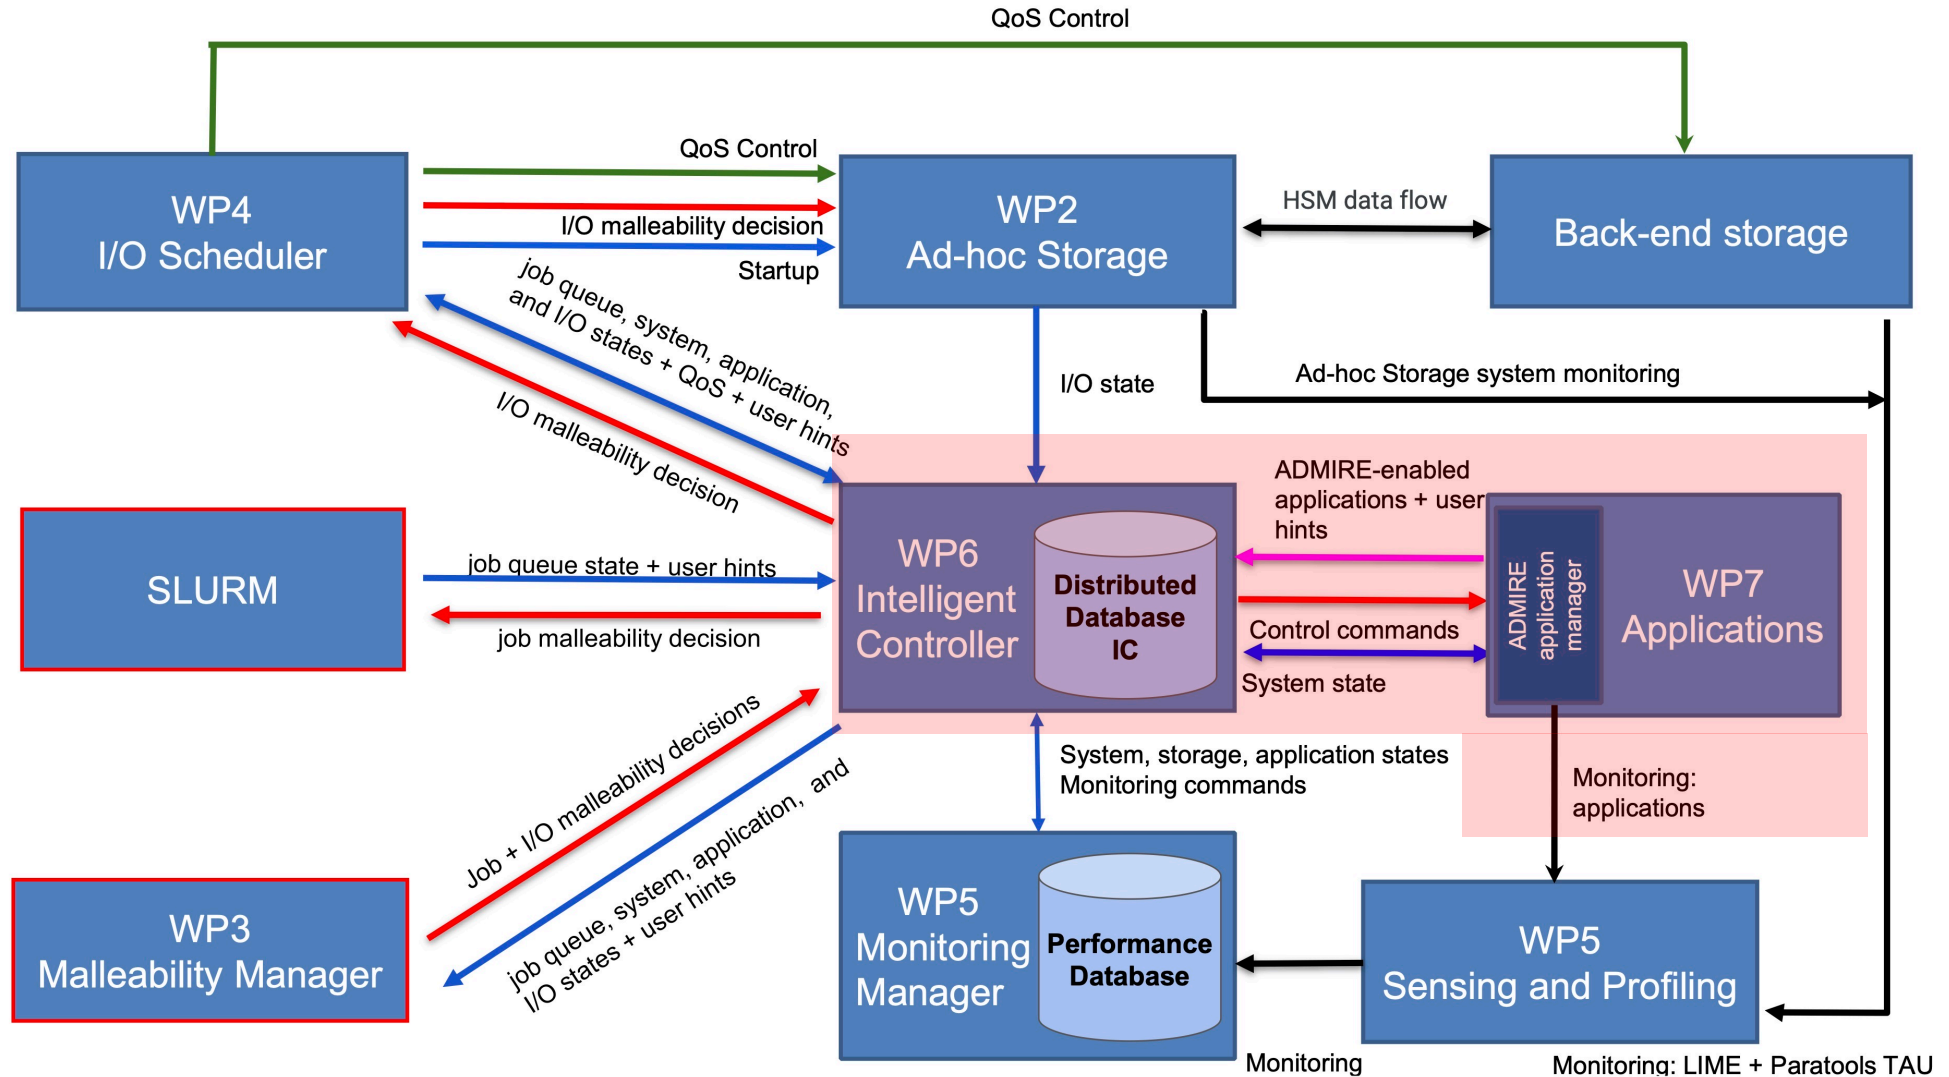 QoS Control
QoS Control
WP4
I/O Scheduler
I/O malleability decision
Startup
WP2
Ad-hoc Storage
HSM data flow
Back-end storage
job queue, system, application,
and I/O states + QoS + user hints
I/O malleability decision
I/O state
Ad-hoc Storage system monitoring
SLURM
job queue state + user hints
job malleability decision
WP6
Intelligent
Controller
Distributed
Database
IC
ADMIRE-enabled
applications + user
hints
Control commands
System state
ADMIRE
application
manager
WP7
Applications
Job + I/O malleability decisions
job queue, system, application, and
I/O states + user hints
System, storage, application states
Monitoring commands
Monitoring:
applications
WP3
Malleability Manager
WP5
Monitoring
Manager
Performance
Database
WP5
Sensing and Profiling
Monitoring
Monitoring: LIME + Paratools TAU